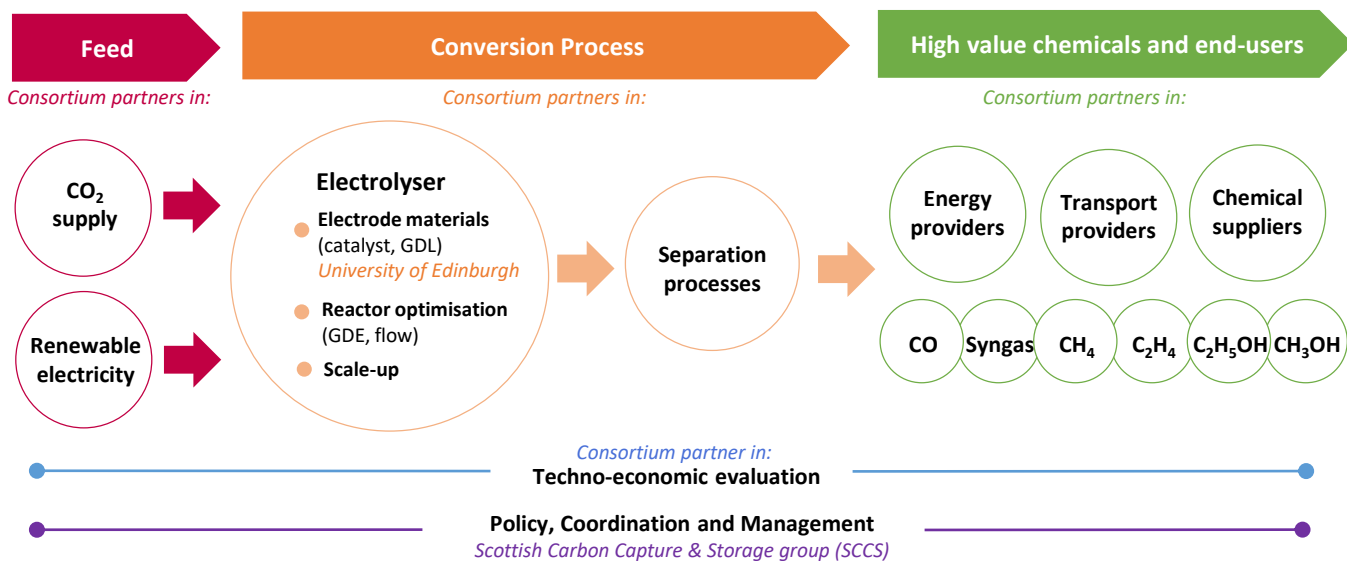 Feed
Conversion Process
High value chemicals and end-users
Consortium partners in:
Consortium partners in:
Consortium partners in:
CO₂
supply
Renewable
electricity
Electrolyser
Electrode materials
(catalyst, GDL)
University of Edinburgh
Reactor optimisation
(GDE, flow)
Scale-up
Separation
processes
Energy
providers
Transport
providers
Chemical
suppliers
CO
Syngas
CH₄
C₂H₄
C₂H₅OH
CH₃OH
Consortium partner in:
Techno-economic evaluation
Policy, Coordination and Management
Scottish Carbon Capture & Storage group (SCCS)